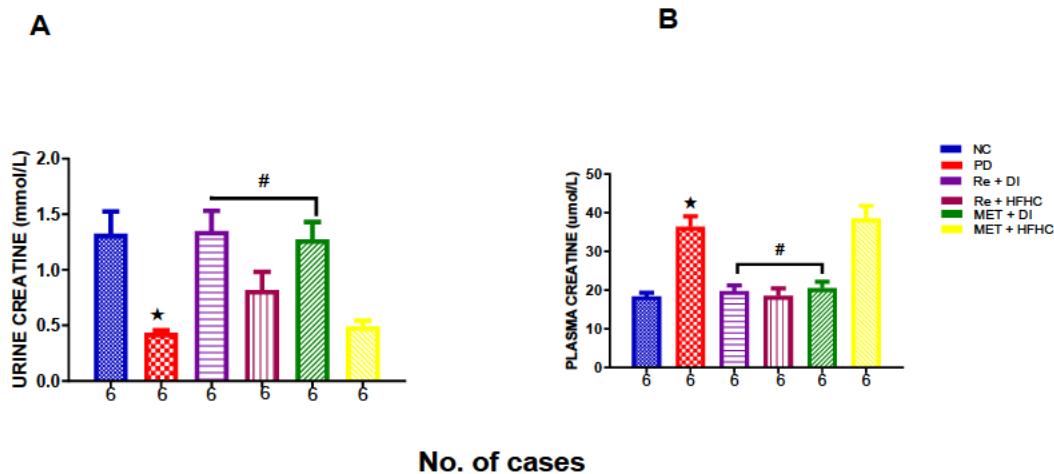 A
B
URINE CREATINE (mmol/L)
2.0
1.5
1.0
0.5
0.0
#
★
6 6 6 6 6 6
PLASMA CREATINE (umol/L)
50
40
30
20
10
0
★
#
6 6 6 6 6 6
NC
PD
Re + DI
Re + HFHC
MET + DI
MET + HFHC
No. of cases